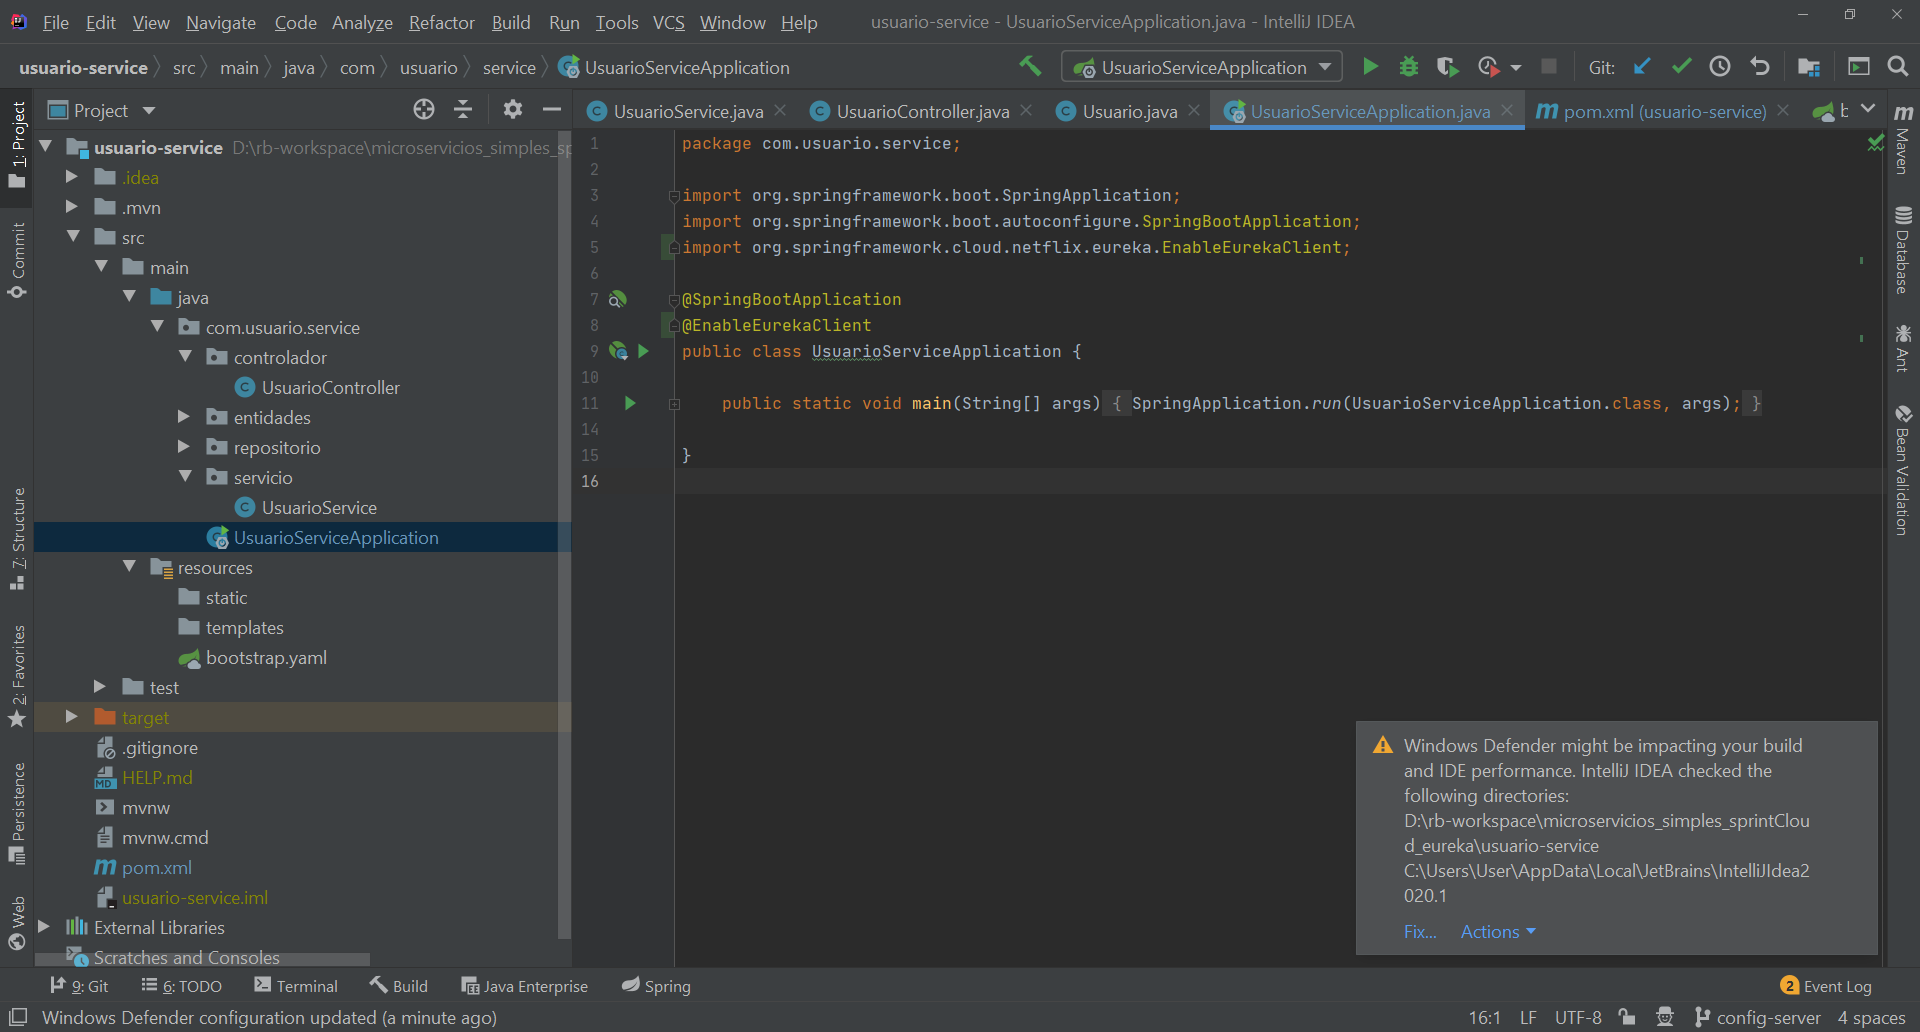 File Edit View Navigate Code Analyze Refactor Build Run Tools VCS Window Help usuario-service - UsuarioServiceApplication.java - IntelliJ IDEA
usuario-service src main java com usuario service UsuarioServiceApplication UsuarioServiceApplication Git:
Project
UsuarioService.java UsuarioController.java Usuario.java UsuarioServiceApplication.java pom.xml (usuario-service)
1: Project
Commit
7: Structure
2: Favorites
Persistence
Web
usuario-service D:\rb-workspace\microservicios_simples_sp
.idea
.mvn
src
main
java
com.usuario.service
controlador
UsuarioController
entidades
repositorio
servicio
UsuarioService
UsuarioServiceApplication
resources
static
templates
bootstrap.yaml
test
target
.gitignore
HELP.md
mvnw
mvnw.cmd
pom.xml
usuario-service.iml
External Libraries
Scratches and Consoles
1 package com.usuario.service;
2
3 import org.springframework.boot.SpringApplication;
4 import org.springframework.boot.autoconfigure.SpringBootApplication;
5 import org.springframework.cloud.netflix.eureka.EnableEurekaClient;
6
7 @SpringBootApplication
8 @EnableEurekaClient
9 public class UsuarioServiceApplication {
10
11 public static void main(String[] args) { SpringApplication.run(UsuarioServiceApplication.class, args); }
14
15 }
16
Maven
Database
Ant
Bean Validation
Windows Defender might be impacting your build
and IDE performance. IntelliJ IDEA checked the
following directories:
D:\rb-workspace\microservicios_simples_sprintClou
d_eureka\usuario-service
C:\Users\User\AppData\Local\JetBrains\IntelliJIdea2
020.1
Fix... Actions
9: Git 6: TODO Terminal Build Java Enterprise Spring 2 Event Log
Windows Defender configuration updated (a minute ago) 16:1 LF UTF-8 config-server 4 spaces